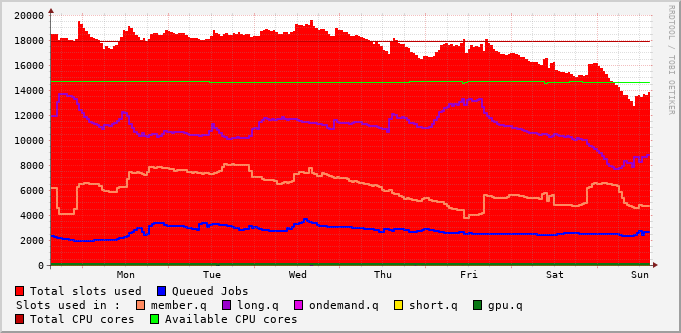 20000
18000
16000
14000
12000
10000
8000
6000
4000
2000
0
Mon Tue Wed Thu Fri Sat Sun
Total slots used Queued Jobs
Slots used in : member.q long.q ondemand.q short.q gpu.q
Total CPU cores Available CPU cores
RRDTOOL / TOBI OETIKER